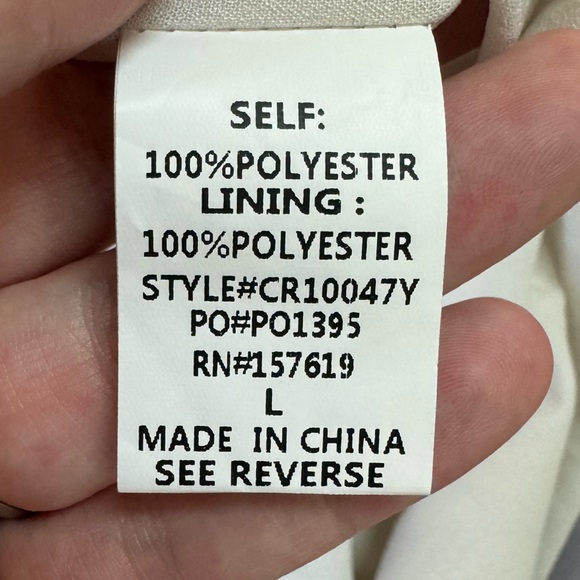 SELF:
100%POLYESTER
LINING :
100%POLYESTER
STYLE#CR10047Y
PO#PO1395
RN#157619
L
MADE IN CHINA
SEE REVERSE